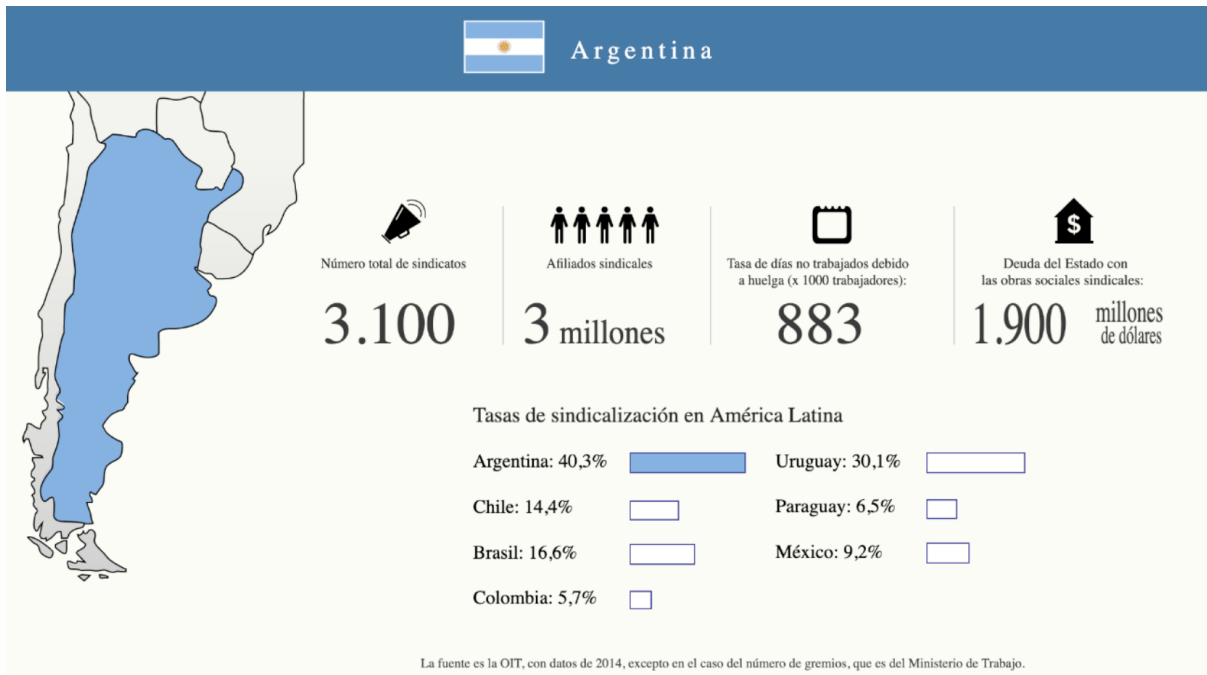 Argentina
Número total de sindicatos
3.100
Afiliados sindicales
3 millones
Tasa de días no trabajados debido
a huelga (x 1000 trabajadores):
883
Deuda del Estado con
las obras sociales sindicales:
$
1.900 millones
de dólares
Tasas de sindicalización en América Latina
Argentina: 40,3%
Uruguay: 30,1%
Chile: 14,4%
Paraguay: 6,5%
Brasil: 16,6%
México: 9,2%
Colombia: 5,7%
La fuente es la OIT, con datos de 2014, excepto en el caso del número de gremios, que es del Ministerio de Trabajo.